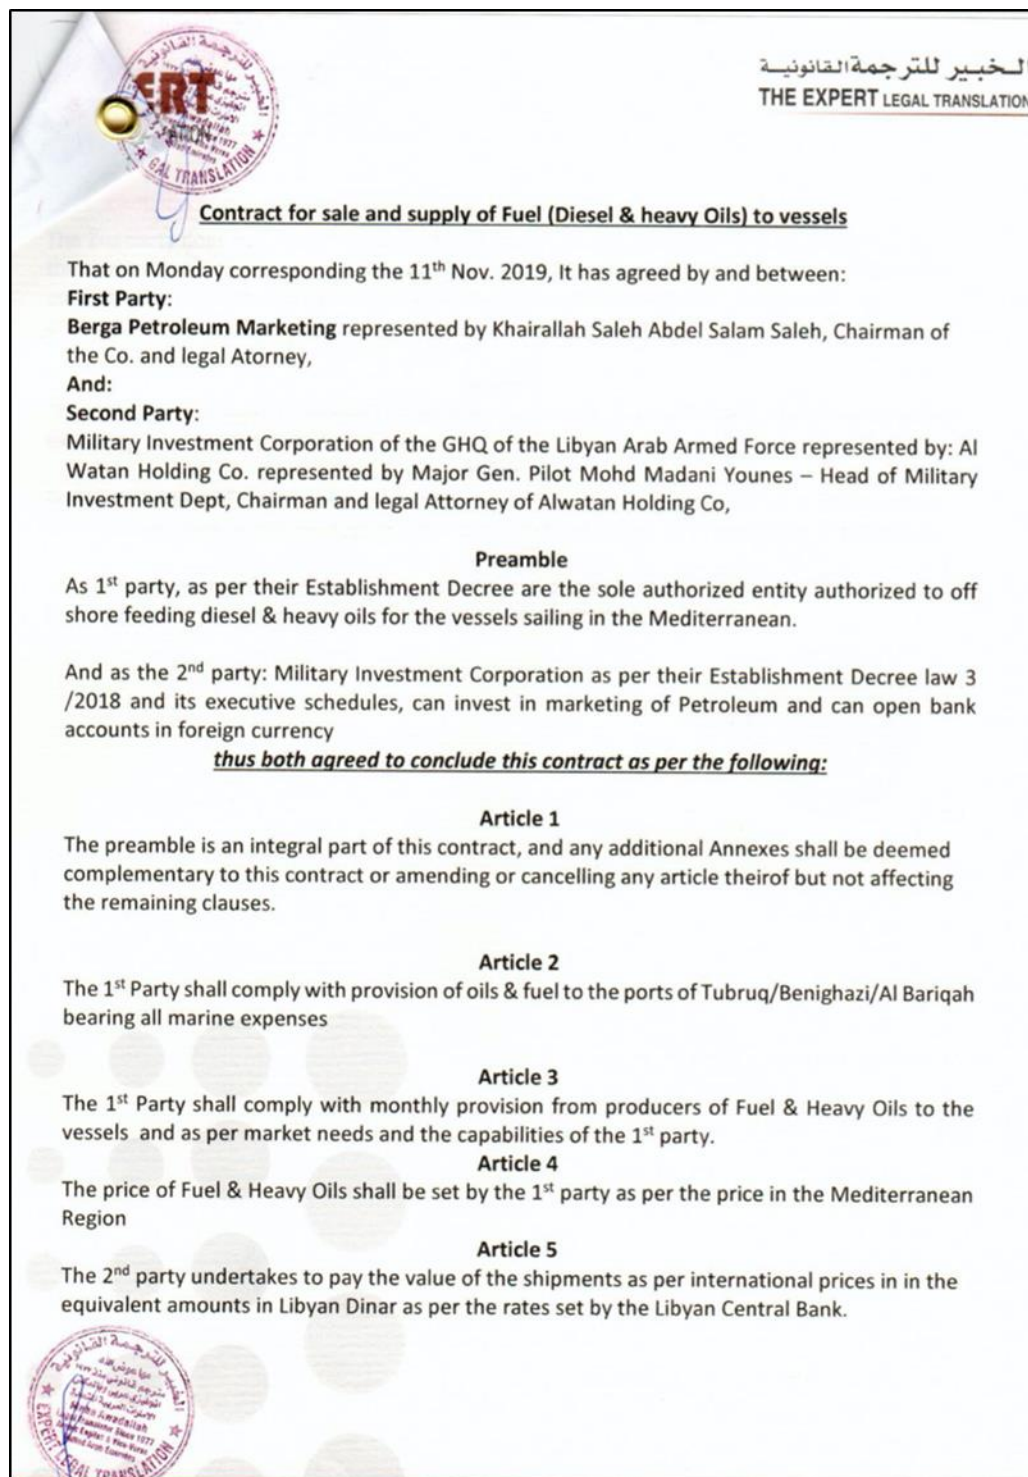 الخبير للترجمة القانونية
THE EXPERT LEGAL TRANSLATION
ERT
GAL TRANSLATION
Contract for sale and supply of Fuel (Diesel & heavy Oils) to vessels
That on Monday corresponding the 11th Nov. 2019, It has agreed by and between:
First Party:
Berga Petroleum Marketing represented by Khairallah Saleh Abdel Salam Saleh, Chairman of
the Co. and legal Atorney,
And:
Second Party:
Military Investment Corporation of the GHQ of the Libyan Arab Armed Force represented by: Al
Watan Holding Co. represented by Major Gen. Pilot Mohd Madani Younes – Head of Military
Investment Dept, Chairman and legal Attorney of Alwatan Holding Co,
Preamble
As 1st party, as per their Establishment Decree are the sole authorized entity authorized to off
shore feeding diesel & heavy oils for the vessels sailing in the Mediterranean.
And as the 2nd party: Military Investment Corporation as per their Establishment Decree law 3
/2018 and its executive schedules, can invest in marketing of Petroleum and can open bank
accounts in foreign currency
thus both agreed to conclude this contract as per the following:
Article 1
The preamble is an integral part of this contract, and any additional Annexes shall be deemed
complementary to this contract or amending or cancelling any article theirof but not affecting
the remaining clauses.
Article 2
The 1st Party shall comply with provision of oils & fuel to the ports of Tubruq/Benighazi/Al Bariqah
bearing all marine expenses
Article 3
The 1st Party shall comply with monthly provision from producers of Fuel & Heavy Oils to the
vessels and as per market needs and the capabilities of the 1st party.
Article 4
The price of Fuel & Heavy Oils shall be set by the 1st party as per the price in the Mediterranean
Region
Article 5
The 2nd party undertakes to pay the value of the shipments as per international prices in in the
equivalent amounts in Libyan Dinar as per the rates set by the Libyan Central Bank.
الخبير للترجمة القانونية
Legal Translator Since 1977
United Arab Emirates
EXPERT LEGAL TRANSLATION